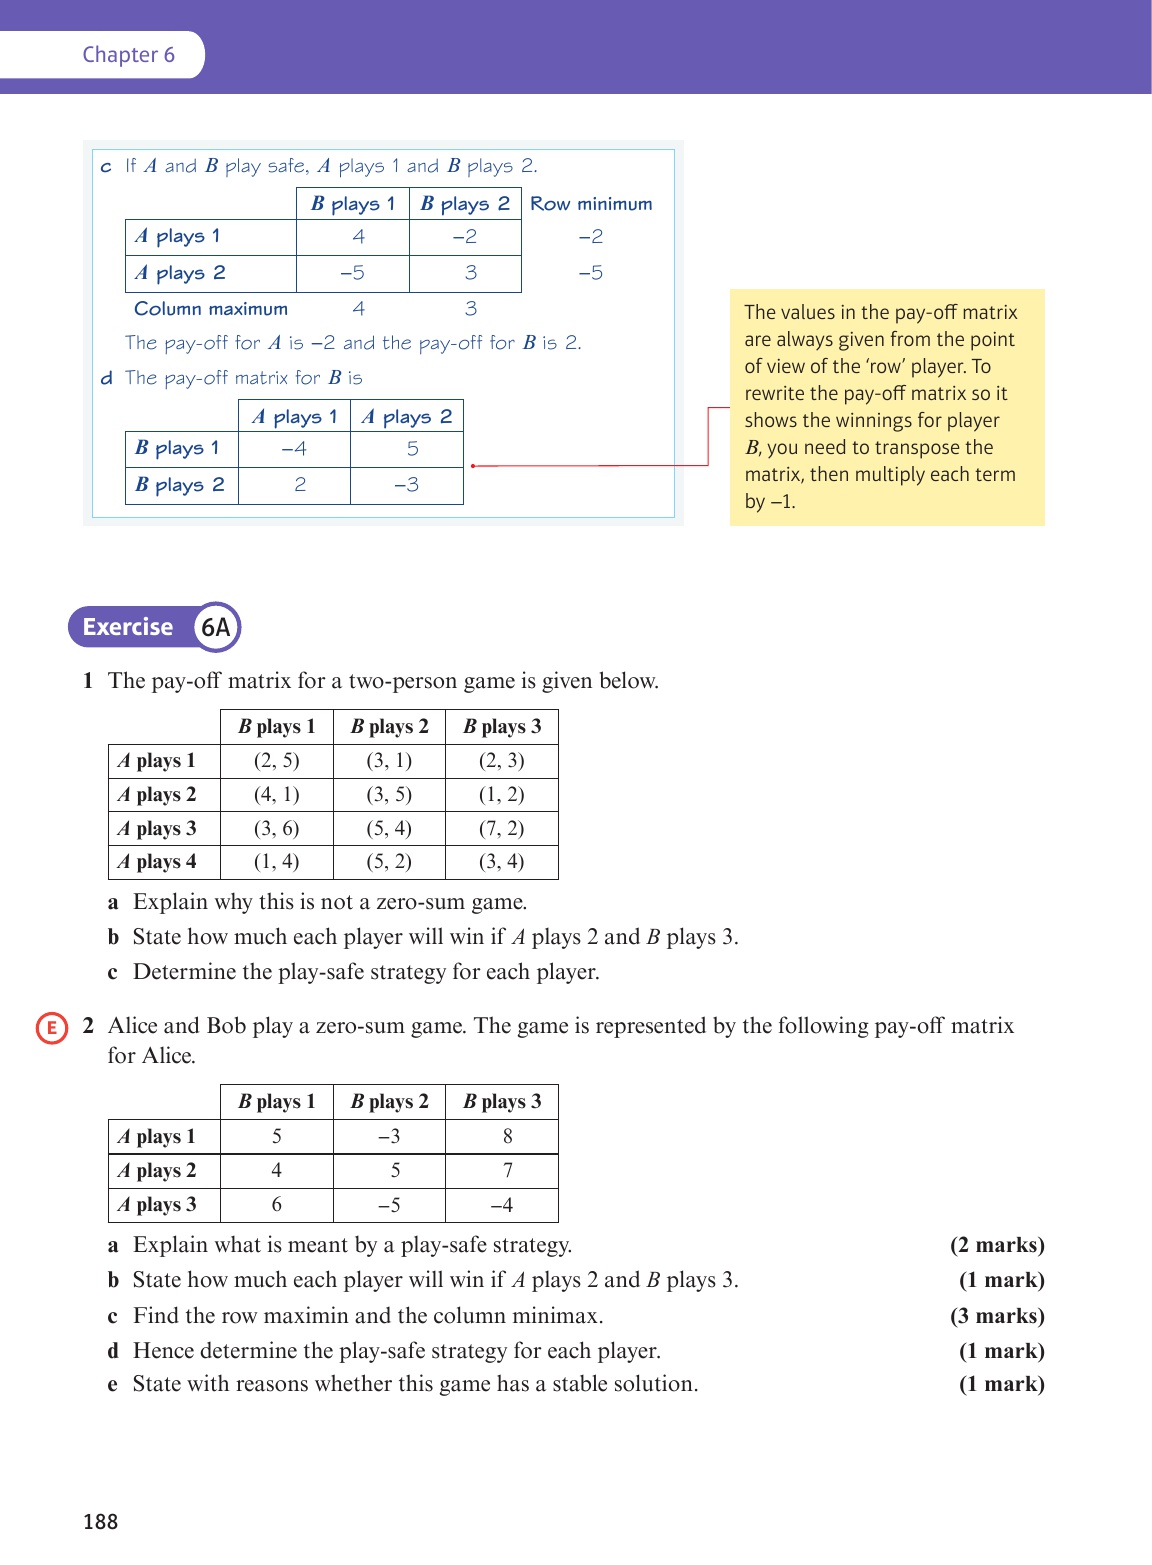 Chapter 6
c If A and B play safe, A plays 1 and B plays 2.
B plays 1 B plays 2 Row minimum
A plays 1 4 −2 −2
A plays 2 −5 3 −5
Column maximum 4 3
The pay-off for A is −2 and the pay-off for B is 2.
d The pay-off matrix for B is
A plays 1 A plays 2
B plays 1 −4 5
B plays 2 2 −3
The values in the pay-off matrix
are always given from the point
of view of the ‘row’ player. To
rewrite the pay-off matrix so it
shows the winnings for player
B, you need to transpose the
matrix, then multiply each term
by −1.
Exercise 6A
1 The pay-off matrix for a two-person game is given below.
B plays 1 B plays 2 B plays 3
A plays 1 (2, 5) (3, 1) (2, 3)
A plays 2 (4, 1) (3, 5) (1, 2)
A plays 3 (3, 6) (5, 4) (7, 2)
A plays 4 (1, 4) (5, 2) (3, 4)
a Explain why this is not a zero-sum game.
b State how much each player will win if A plays 2 and B plays 3.
c Determine the play-safe strategy for each player.
E 2 Alice and Bob play a zero-sum game. The game is represented by the following pay-off matrix
for Alice.
B plays 1 B plays 2 B plays 3
A plays 1 5 −3 8
A plays 2 4 5 7
A plays 3 6 −5 −4
a Explain what is meant by a play-safe strategy. (2 marks)
b State how much each player will win if A plays 2 and B plays 3. (1 mark)
c Find the row maximin and the column minimax. (3 marks)
d Hence determine the play-safe strategy for each player. (1 mark)
e State with reasons whether this game has a stable solution. (1 mark)
188